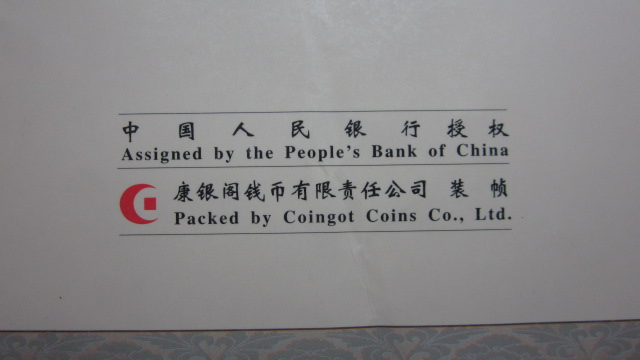 中国人民银行授权
Assigned by the People's Bank of China
康银阁钱币有限责任公司 装帧
Packed by Coingot Coins Co., Ltd.